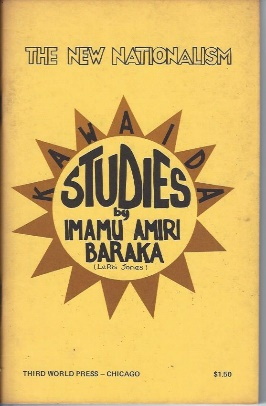 THE NEW NATIONALISM
KAWAIDA
STUDIES
by
IMAMU AMIRI
BARAKA
(LeRoi Jones)
THIRD WORLD PRESS – CHICAGO $1.50